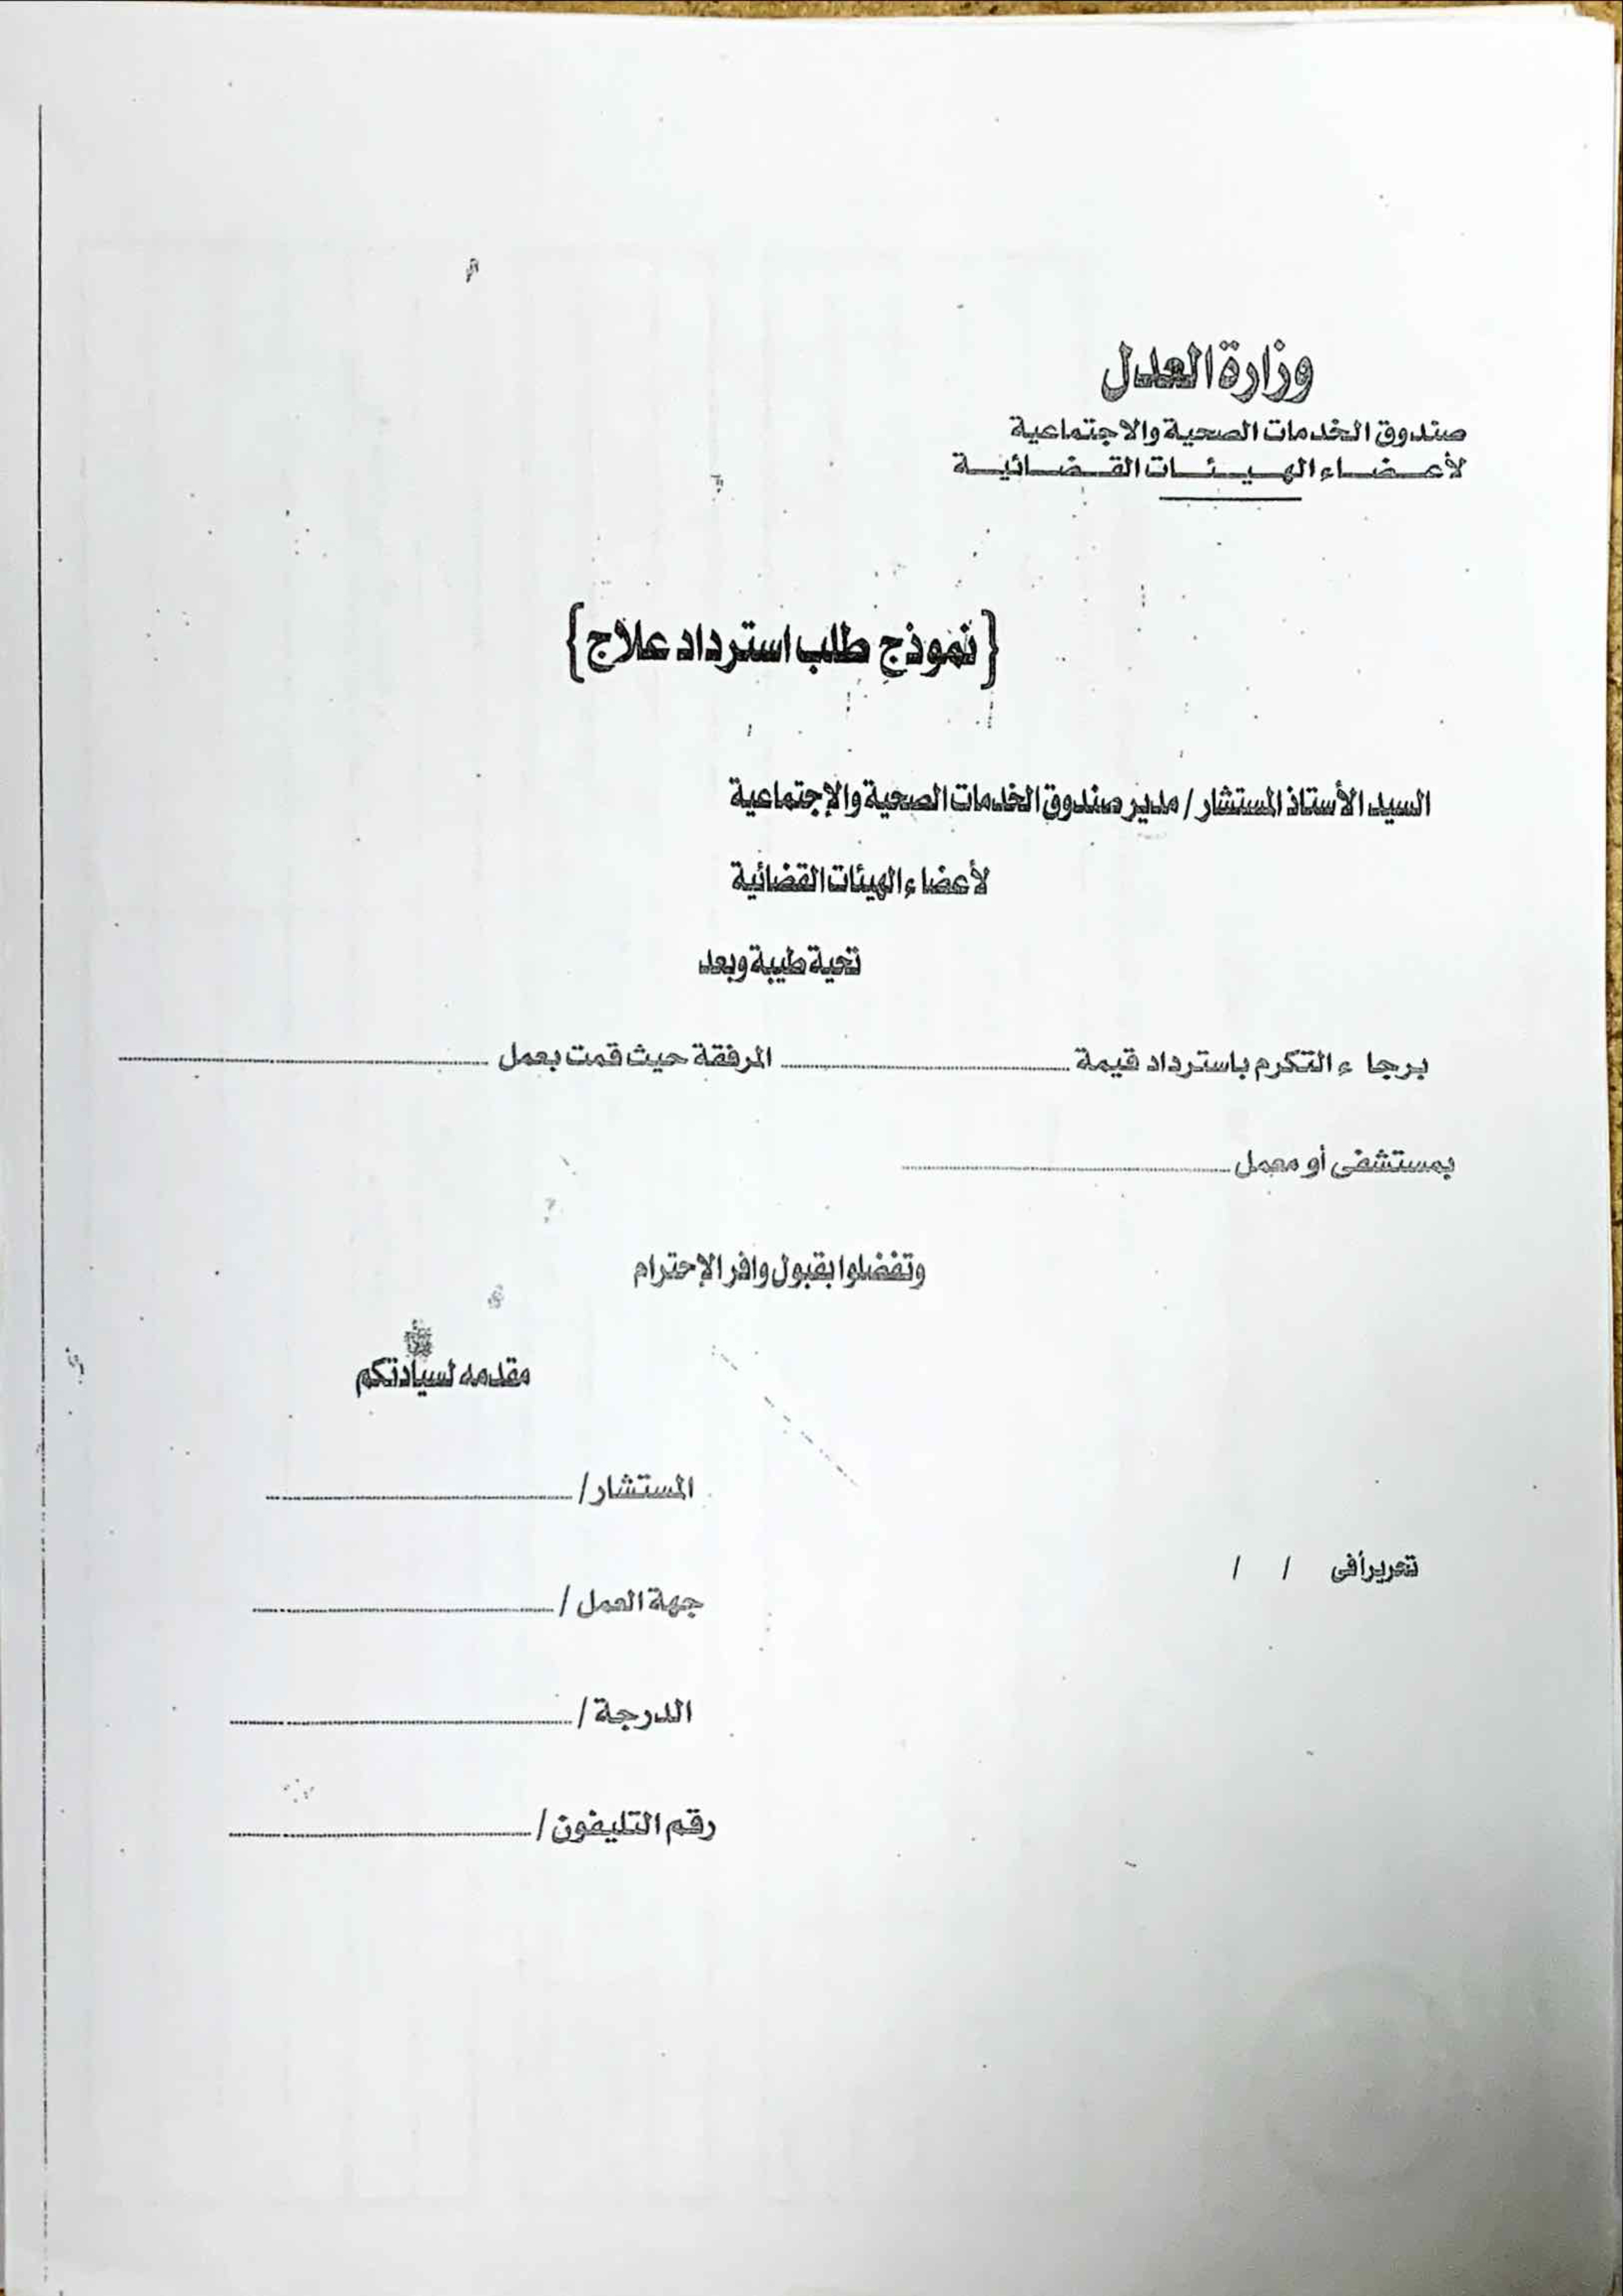 وزارة العدل
صندوق الخدمات الصحية والاجتماعية
لأعضاء الهيئات القضائية
{نموذج طلب استرداد علاج}
السيد الأستاذ المستشار / مدير صندوق الخدمات الصحية والإجتماعية
لأعضاء الهيئات القضائية
تحية طيبة وبعد
برجاء التكرم باسترداد قيمة ............ المرفقة حيث قمت بعمل ............
بمستشفى أو معمل ............
وتفضلوا بقبول وافر الإحترام
مقدمه لسيادتكم
المستشار / ............
تحريرأفى / /
جهة العمل / ............
الدرجة / ............
رقم التليفون / ............